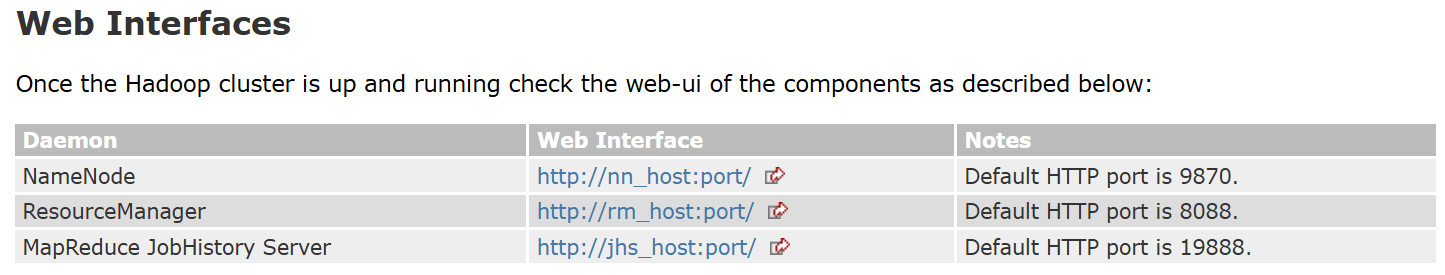 Web Interfaces
Once the Hadoop cluster is up and running check the web-ui of the components as described below:
Daemon Web Interface Notes
NameNode http://nn_host:port/ Default HTTP port is 9870.
ResourceManager http://rm_host:port/ Default HTTP port is 8088.
MapReduce JobHistory Server http://jhs_host:port/ Default HTTP port is 19888.